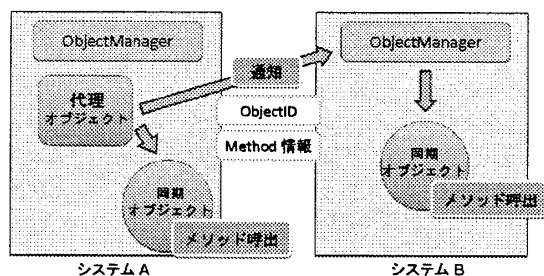 ObjectManager
代理
オブジェクト
同期
オブジェクト
メソッド呼出
システム A
通知
ObjectID
Method 情報
ObjectManager
同期
オブジェクト
メソッド呼出
システム B